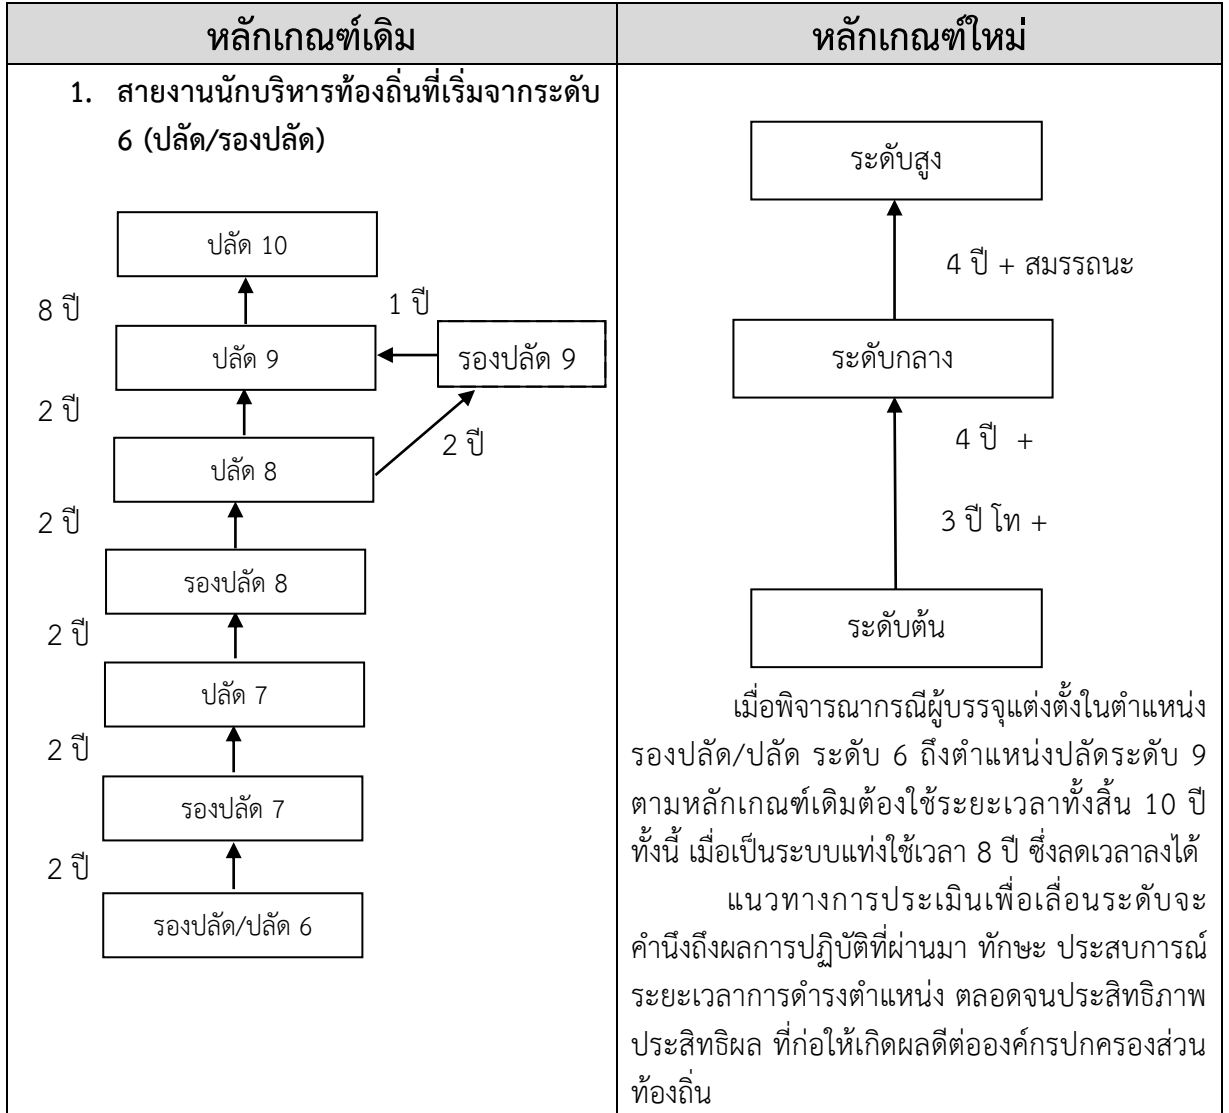 หลักเกณฑ์เดิม
หลักเกณฑ์ใหม่
1. สายงานนักบริหารท้องถิ่นที่เริ่มจากระดับ
6 (ปลัด/รองปลัด)
ปลัด 10
8 ปี
1 ปี
ปลัด 9
รองปลัด 9
2 ปี
2 ปี
ปลัด 8
2 ปี
รองปลัด 8
2 ปี
ปลัด 7
2 ปี
รองปลัด 7
2 ปี
รองปลัด/ปลัด 6
ระดับสูง
4 ปี + สมรรถนะ
ระดับกลาง
4 ปี +
3 ปี โท +
ระดับต้น
เมื่อพิจารณากรณีผู้บรรจุแต่งตั้งในตำแหน่ง
รองปลัด/ปลัด ระดับ 6 ถึงตำแหน่งปลัดระดับ 9
ตามหลักเกณฑ์เดิมต้องใช้ระยะเวลาทั้งสิ้น 10 ปี
ทั้งนี้ เมื่อเป็นระบบแท่งใช้เวลา 8 ปี ซึ่งลดเวลาลงได้
แนวทางการประเมินเพื่อเลื่อนระดับจะ
คำนึงถึงผลการปฏิบัติที่ผ่านมา ทักษะ ประสบการณ์
ระยะเวลาการดำรงตำแหน่ง ตลอดจนประสิทธิภาพ
ประสิทธิผล ที่ก่อให้เกิดผลดีต่อองค์กรปกครองส่วน
ท้องถิ่น